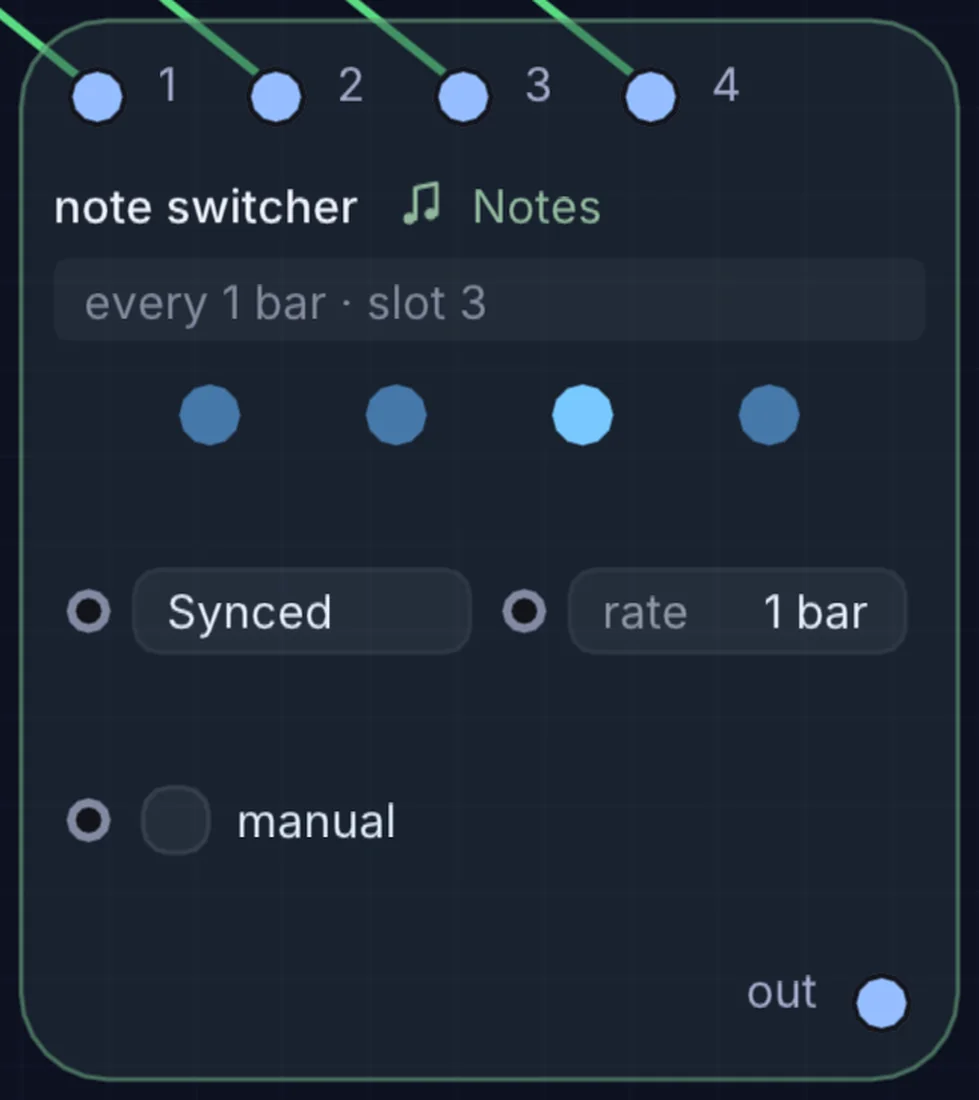 1 2 3 4
note switcher Notes
every 1 bar · slot 3
Synced rate 1 bar
manual
out